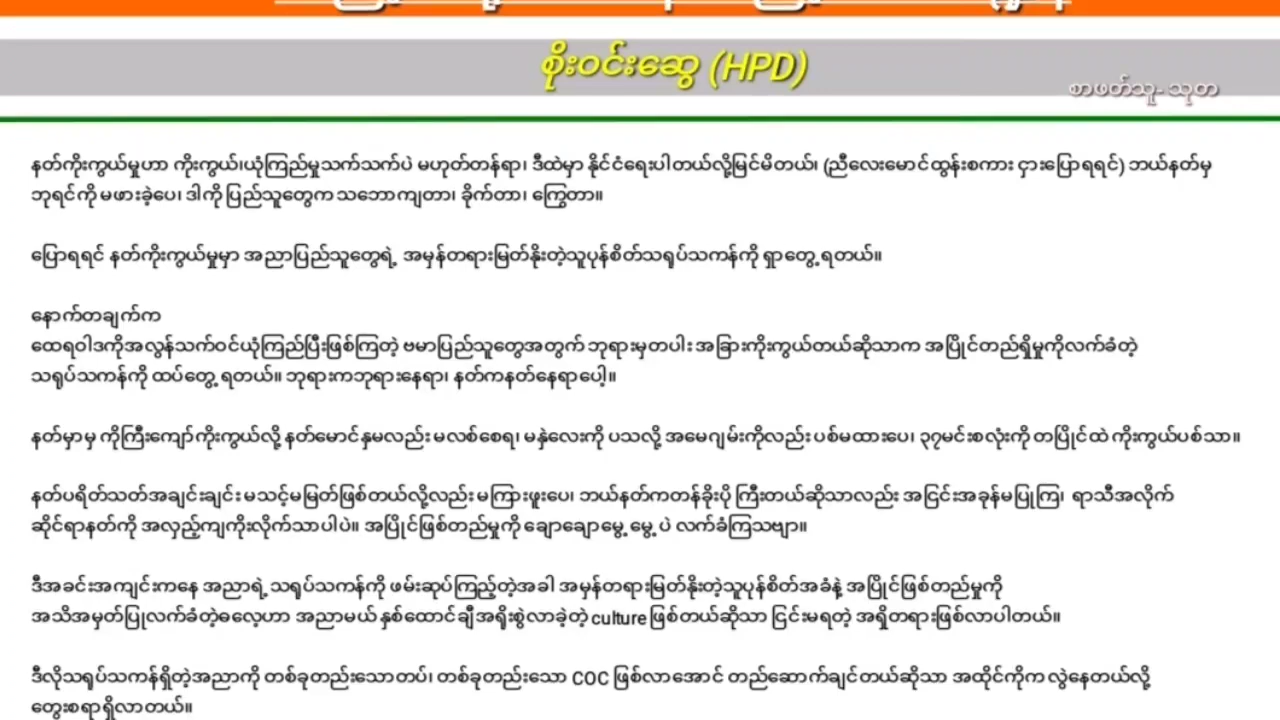 စိုးဝင်းဆွေ (HPD)
စာဖတ်သူ- သုတ
နတ်ကိုးကွယ်မှုဟာ ကိုးကွယ်၊ယုံကြည်မှုသက်သက်ပဲ မဟုတ်တန်ရာ၊ ဒီထဲမှာ နိုင်ငံရေးပါတယ်လို့မြင်မိတယ်၊ (ညီလေးမောင်ထွန်းစကား ငှားပြောရရင်) ဘယ်နတ်မှ
ဘုရင်ကို မဖားခဲ့ပေ၊ ဒါကို ပြည်သူတွေက သဘောကျတာ၊ ခိုက်တာ၊ ကြွေတာ။
ပြောရရင် နတ်ကိုးကွယ်မှုမှာ အညာပြည်သူတွေရဲ့ အမှန်တရားမြတ်နိုးတဲ့သူပုန်စိတ်သရုပ်သကန်ကို ရှာတွေ့ရတယ်။
နောက်တချက်က
ထေရဝါဒကိုအလွန်သက်ဝင်ယုံကြည်ပြီးဖြစ်ကြတဲ့ ဗမာပြည်သူတွေအတွက် ဘုရားမှတပါး အခြားကိုးကွယ်တယ်ဆိုသာက အပြိုင်တည်ရှိမှုကိုလက်ခံတဲ့
သရုပ်သကန်ကို ထပ်တွေ့ရတယ်။ ဘုရားကဘုရားနေရာ၊ နတ်ကနတ်နေရာပေါ့။
နတ်မှာမှ ကိုကြီးကျော်ကိုးကွယ်လို့ နတ်မောင်နှမလည်း မလစ်စေရ၊ မနှဲလေးကို ပသလို့ အမေဂျမ်းကိုလည်း ပစ်မထားပေ၊ ၃၇မင်းစလုံးကို တပြိုင်ထဲ ကိုးကွယ်ပစ်သာ။
နတ်ပရိတ်သတ်အချင်းချင်း မသင့်မမြတ်ဖြစ်တယ်လို့လည်း မကြားဖူးပေ၊ ဘယ်နတ်ကတန်ခိုးပို ကြီးတယ်ဆိုသာလည်း အငြင်းအခုန်မပြုကြ၊ ရာသီအလိုက်
ဆိုင်ရာနတ်ကို အလှည့်ကျကိုးလိုက်သာပါပဲ။ အပြိုင်ဖြစ်တည်မှုကို ချောချောမွေ့မွေ့ပဲ လက်ခံကြသဗျာ။
ဒီအခင်းအကျင်းကနေ အညာရဲ့ သရုပ်သကန်ကို ဖမ်းဆုပ်ကြည့်တဲ့အခါ အမှန်တရားမြတ်နိုးတဲ့သူပုန်စိတ်အခံနဲ့ အပြိုင်ဖြစ်တည်မှုကို
အသိအမှတ်ပြုလက်ခံတဲ့ဓလေ့ဟာ အညာမယ် နှစ်ထောင်ချီအရိုးစွဲလာခဲ့တဲ့ culture ဖြစ်တယ်ဆိုသာ ငြင်းမရတဲ့ အရှိတရားဖြစ်လာပါတယ်။
ဒီလိုသရုပ်သကန်ရှိတဲ့အညာကို တစ်ခုတည်းသောတပ်၊ တစ်ခုတည်းသော COC ဖြစ်လာအောင် တည်ဆောက်ချင်တယ်ဆိုသာ အထိုင်ကိုက လွဲနေတယ်လို့
တွေးစရာရှိလာတယ်။